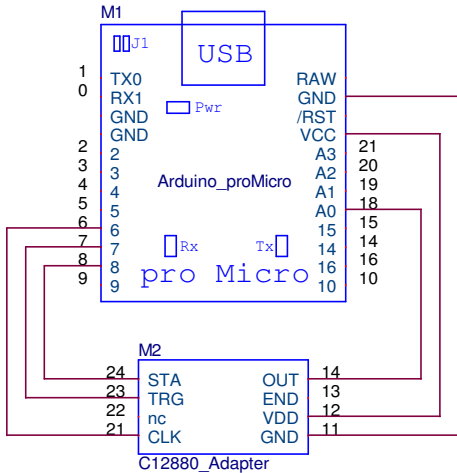 M1
J1
USB
1 TX0 RAW
0 RX1 GND
GND /RST
Pwr
GND VCC
2 2 A3 21
3 3 A2 20
Arduino_proMicro
4 4 A1 19
5 5 A0 18
6 6 15 15
7 7 14 14
Rx Tx
8 8 16 16
9 9 10 10
pro Micro
M2
24 STA OUT 14
23 TRG END 13
22 nc VDD 12
21 CLK GND 11
C12880_Adapter